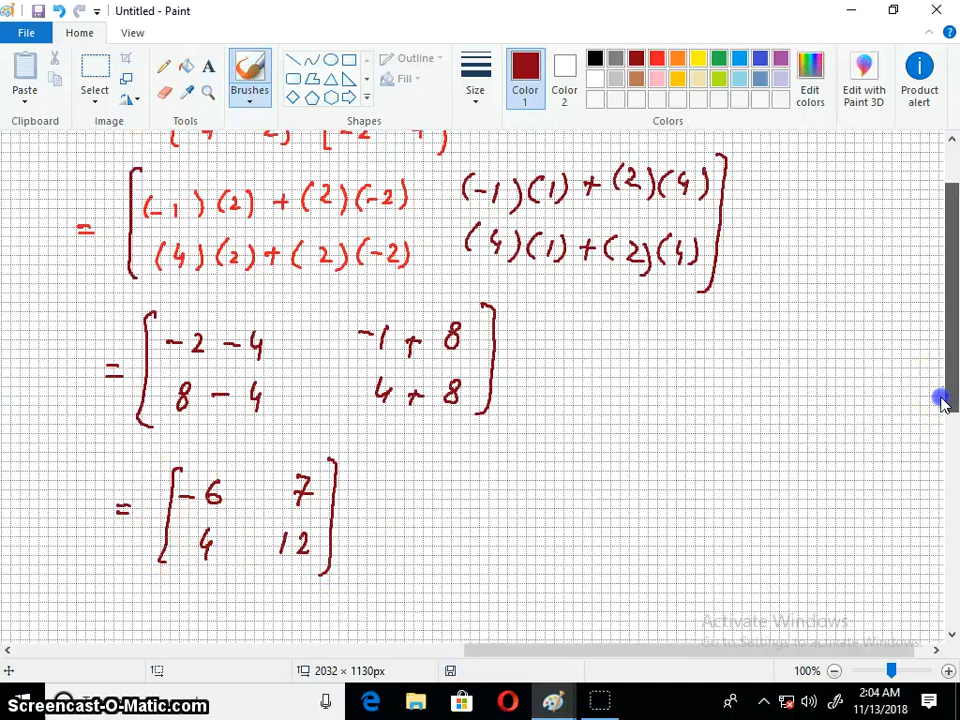 Untitled - Paint
File Home View
Paste Select Brushes Size Color 1 Color 2 Edit colors Edit with Paint 3D Product alert
Outline
Fill
Clipboard Image Tools Shapes Colors
(-1)(2) + (2)(-2) (-1)(1) + (2)(4)
=
(4)(2) + (2)(-2) (4)(1) + (2)(4)
-2 - 4 -1 + 8
=
8 - 4 4 + 8
-6 7
=
4 12
Activate Windows
Go to Settings to activate Windows.
2032 × 1130px 100%
2:04 AM
11/13/2018
Screencast-O-Matic.com